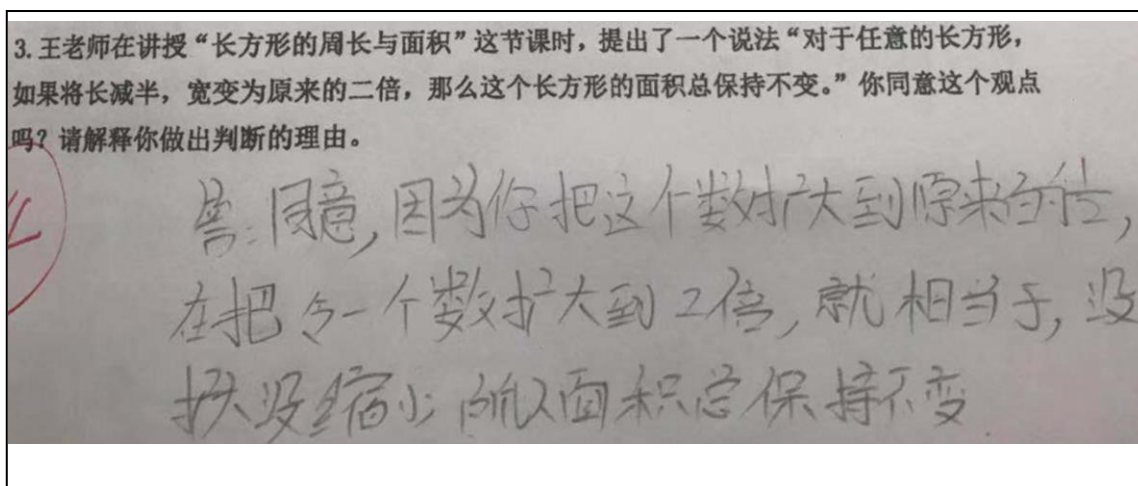 3.王老师在讲授“长方形的周长与面积”这节课时，提出了一个说法“对于任意的长方形，
如果将长减半，宽变为原来的二倍，那么这个长方形的面积总保持不变。”你同意这个观点
吗？请解释你做出判断的理由。
答:同意,因为你把这个数扩大到原来的½,
在把令一个数扩大到2倍,就相当于,没
扩大没缩小所以面积总保持不变.